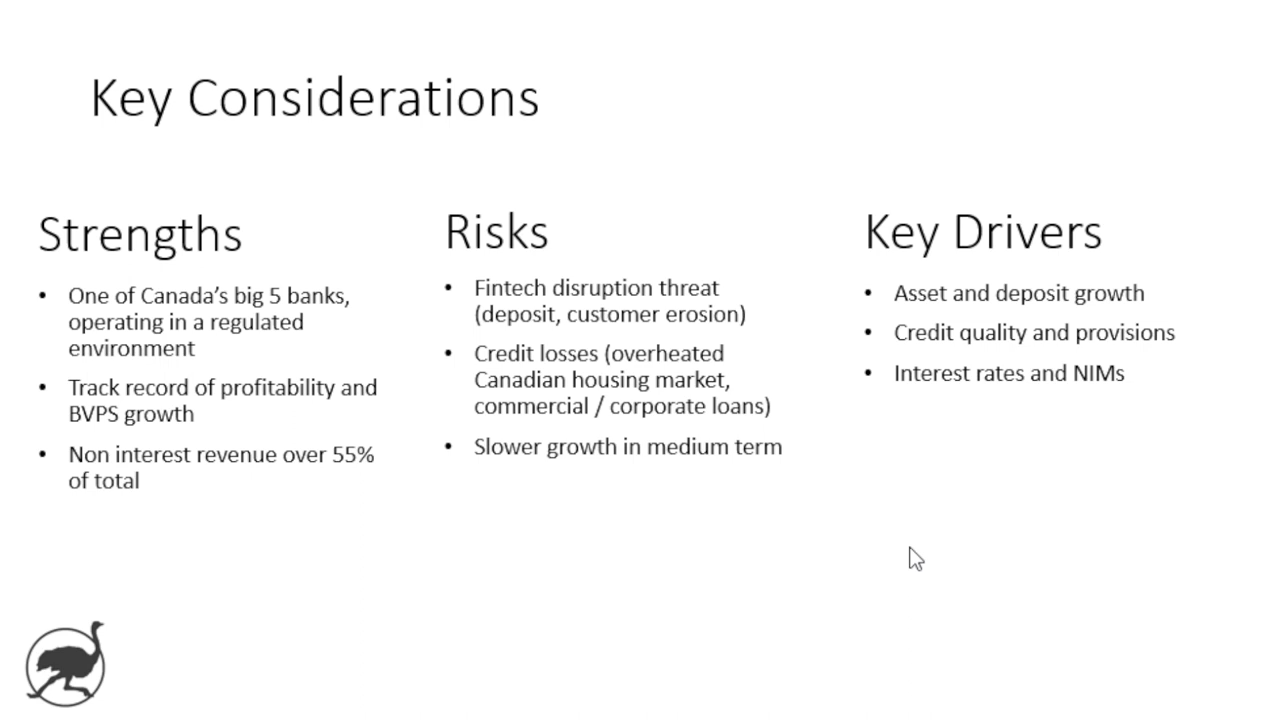 Key Considerations
Strengths
• One of Canada's big 5 banks,
operating in a regulated
environment
• Track record of profitability and
BVPS growth
• Non interest revenue over 55%
of total
Risks
• Fintech disruption threat
(deposit, customer erosion)
• Credit losses (overheated
Canadian housing market,
commercial / corporate loans)
• Slower growth in medium term
Key Drivers
• Asset and deposit growth
• Credit quality and provisions
• Interest rates and NIMs